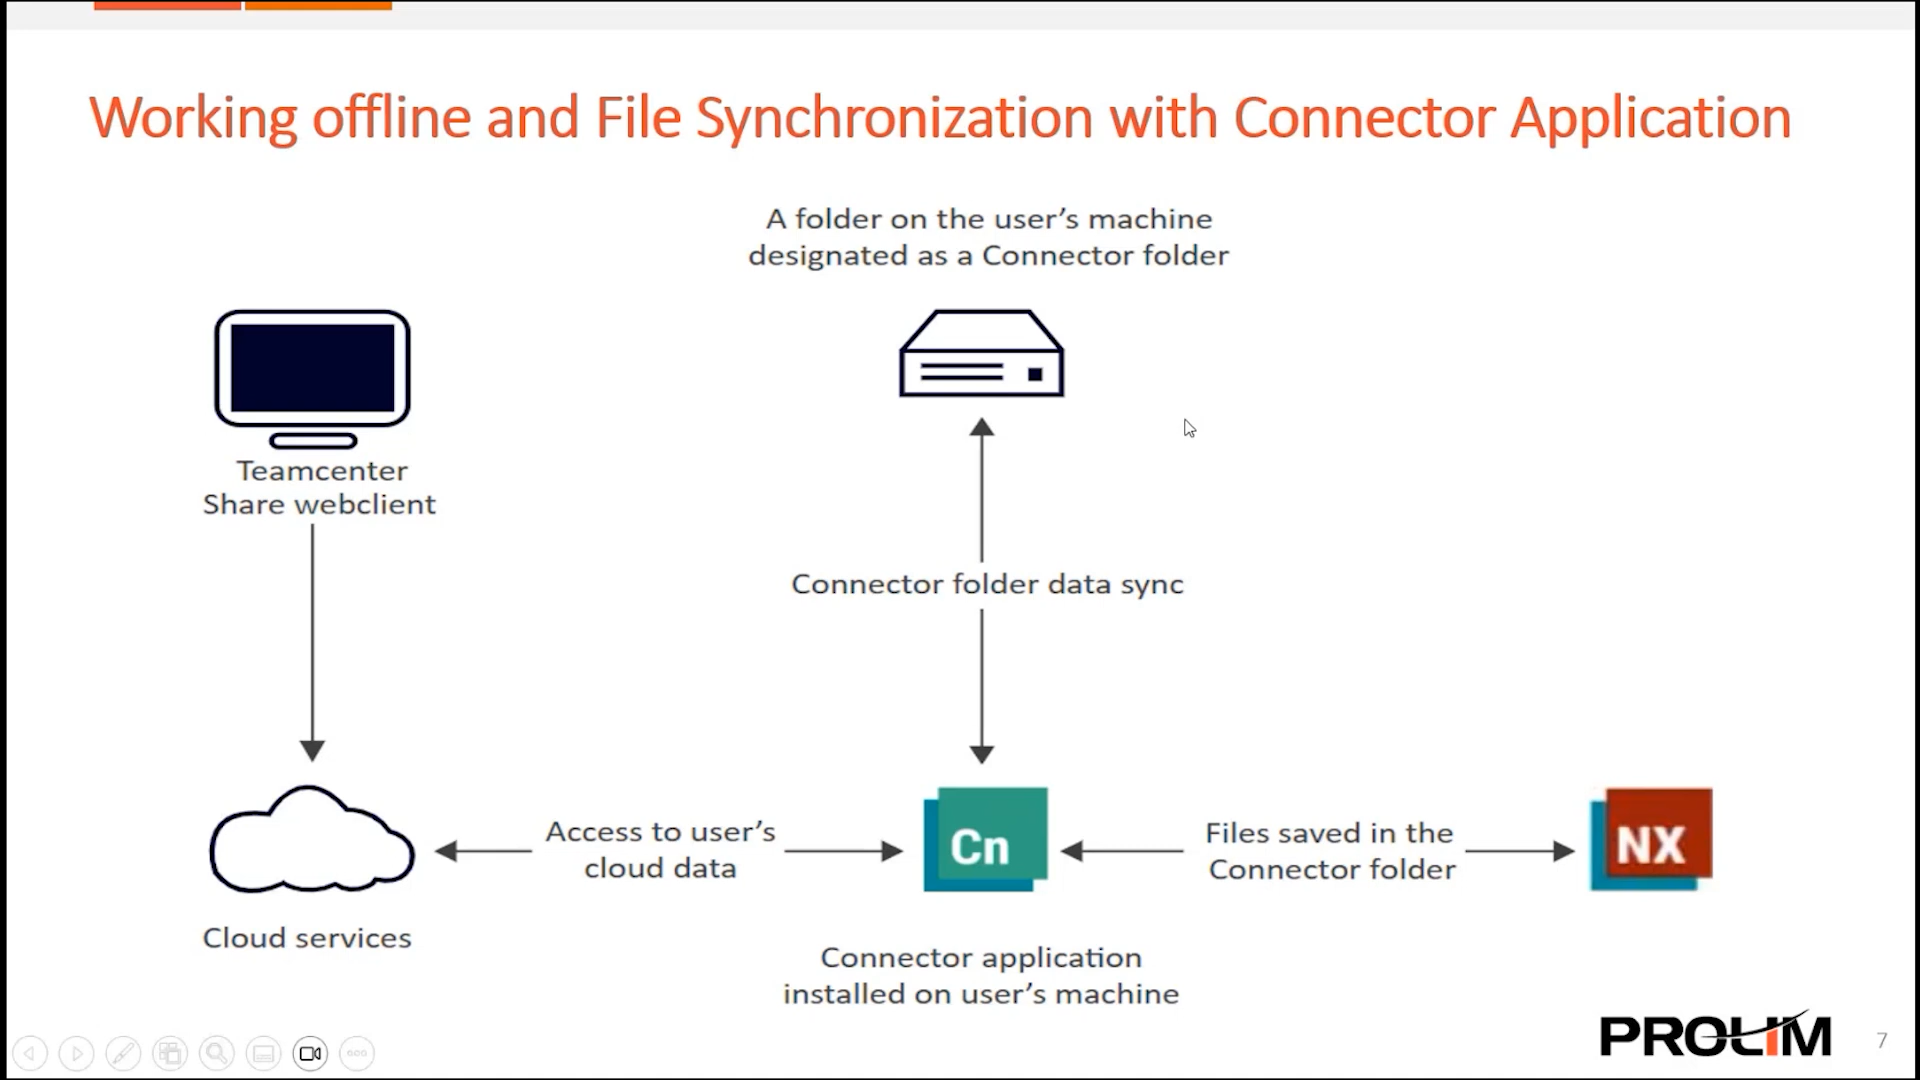 Working offline and File Synchronization with Connector Application
A folder on the user's machine
designated as a Connector folder
Teamcenter
Share webclient
Connector folder data sync
Access to user's
cloud data
Cn
Files saved in the
Connector folder
NX
Cloud services
Connector application
installed on user's machine
PROLIM
7